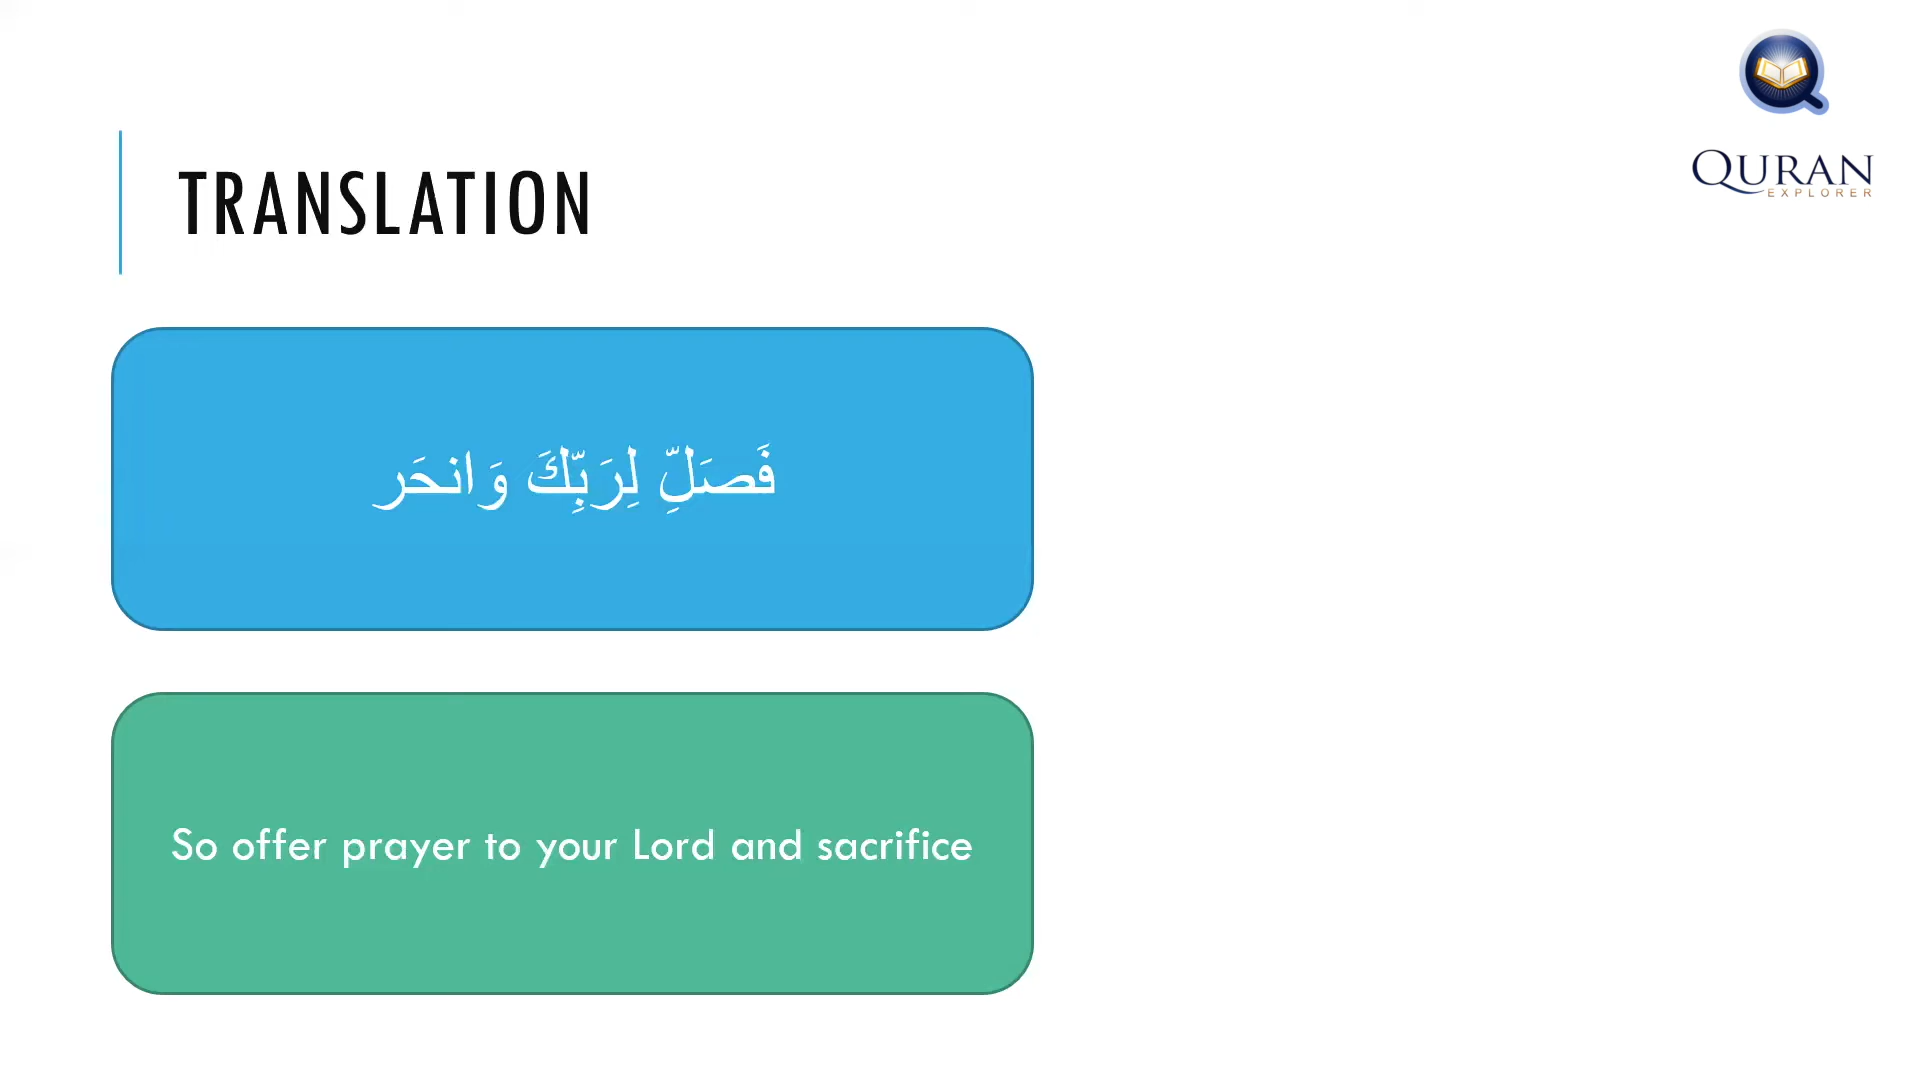 QURAN
EXPLORER
TRANSLATION
فَصَلِّ لِرَبِّكَ وَانحَر
So offer prayer to your Lord and sacrifice